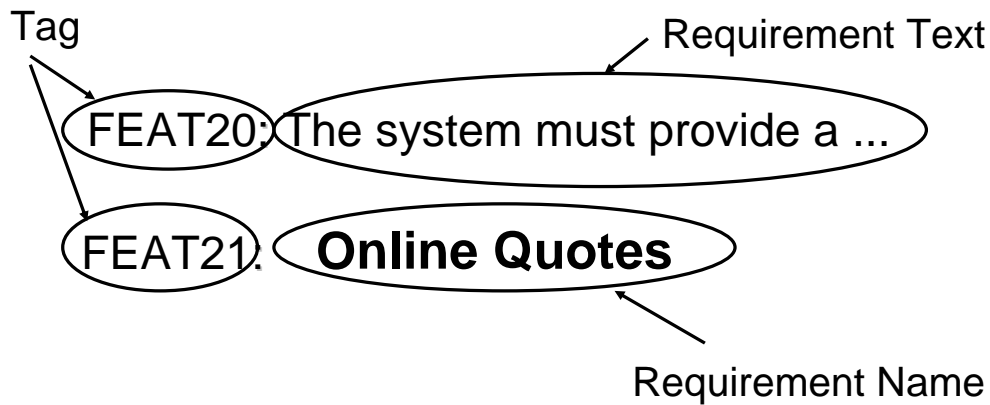 Tag
Requirement Text
FEAT20: The system must provide a ...
FEAT21: Online Quotes
Requirement Name